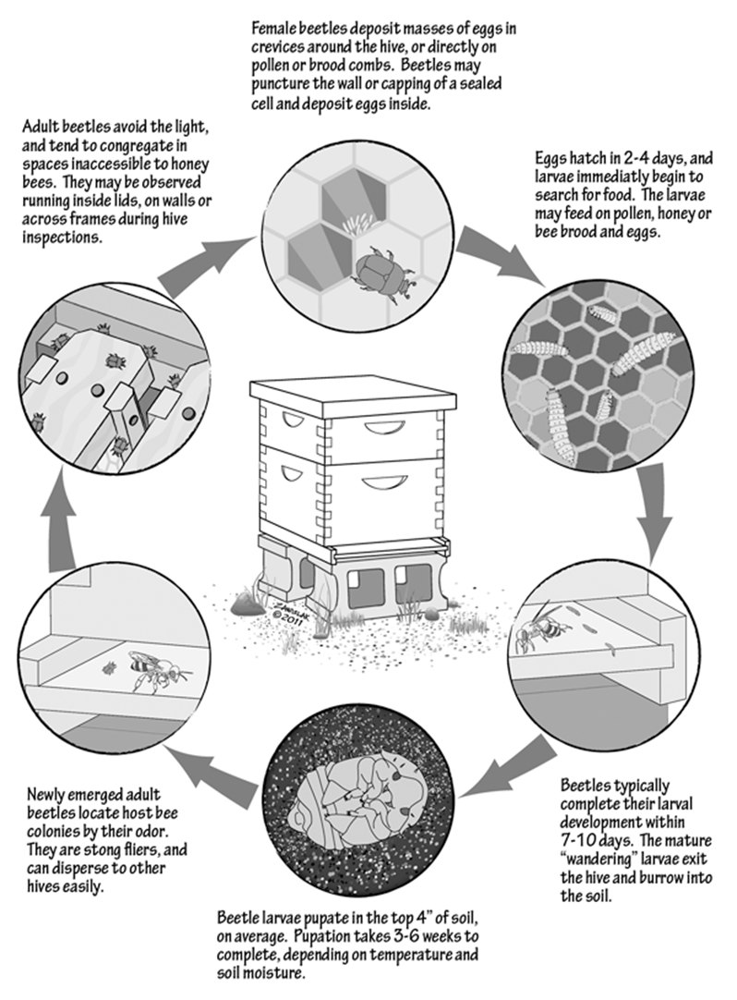 Female beetles deposit masses of eggs in
crevices around the hive, or directly on
pollen or brood combs. Beetles may
puncture the wall or capping of a sealed
cell and deposit eggs inside.
Eggs hatch in 2-4 days, and
larvae immediatly begin to
search for food. The larvae
may feed on pollen, honey or
bee brood and eggs.
Beetles typically
complete their larval
development within
7-10 days. The mature
“wandering” larvae exit
the hive and burrow into
the soil.
Beetle larvae pupate in the top 4” of soil,
on average. Pupation takes 3-6 weeks to
complete, depending on temperature and
soil moisture.
Newly emerged adult
beetles locate host bee
colonies by their odor.
They are stong fliers, and
can disperse to other
hives easily.
Adult beetles avoid the light,
and tend to congregate in
spaces inaccessible to honey
bees. They may be observed
running inside lids, on walls or
across frames during hive
inspections.
ZAWISLAK
© 2011